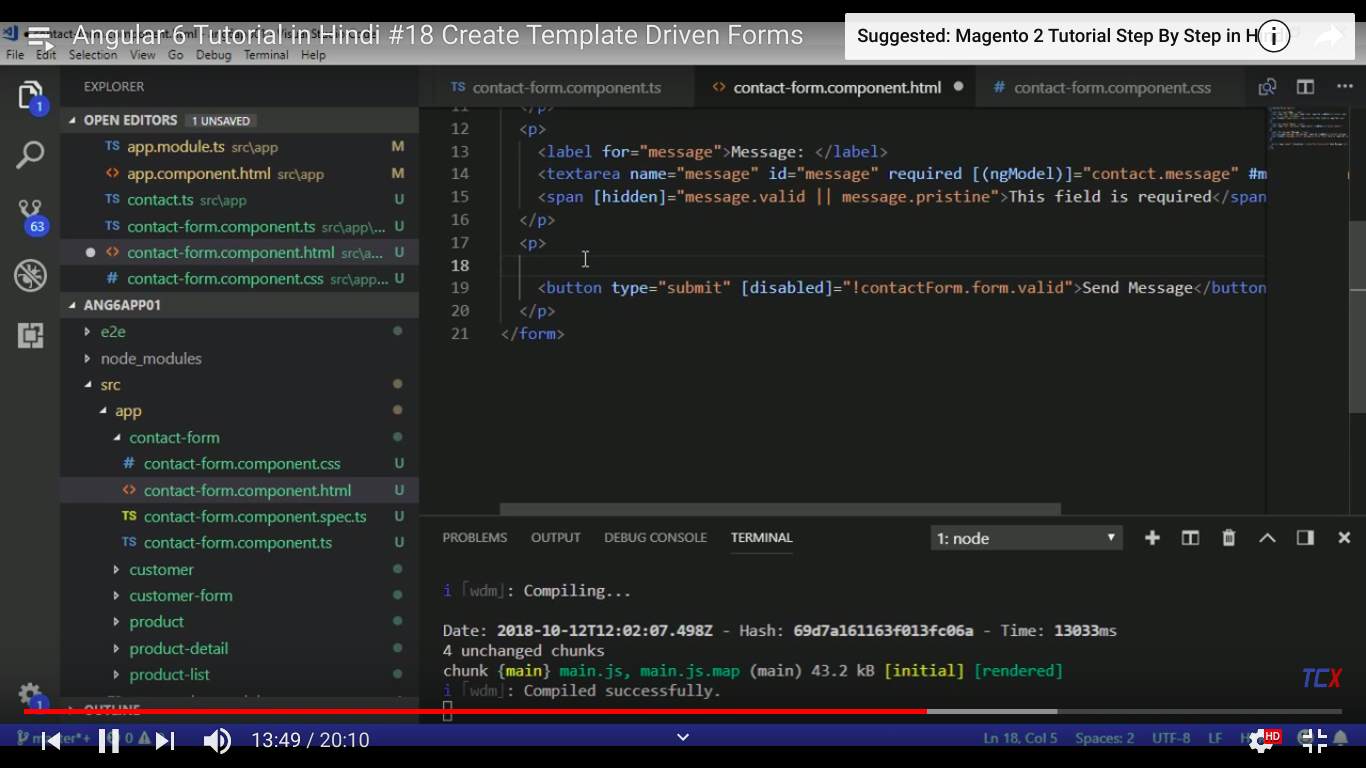 Angular 6 Tutorial in Hindi #18 Create Template Driven Forms
Suggested: Magento 2 Tutorial Step By Step in H
File Edit Selection View Go Debug Terminal Help
EXPLORER
OPEN EDITORS 1 UNSAVED
TS app.module.ts src\app M
<> app.component.html src\app M
TS contact.ts src\app U
TS contact-form.component.ts src\app\... U
<> contact-form.component.html src\a... U
# contact-form.component.css src\app... U
ANG6APP01
e2e
node_modules
src
app
contact-form
# contact-form.component.css U
<> contact-form.component.html U
TS contact-form.component.spec.ts U
TS contact-form.component.ts U
customer
customer-form
product
product-detail
product-list
OUTLINE
1
63
1
TS contact-form.component.ts
<> contact-form.component.html
# contact-form.component.css
11 </p>
12 <p>
13 <label for="message">Message: </label>
14 <textarea name="message" id="message" required [(ngModel)]="contact.message" #m
15 <span [hidden]="message.valid || message.pristine">This field is required</span
16 </p>
17 <p>
18
19 <button type="submit" [disabled]="!contactForm.form.valid">Send Message</button
20 </p>
21 </form>
PROBLEMS OUTPUT DEBUG CONSOLE TERMINAL 1: node
i ｢wdm｣: Compiling...
Date: 2018-10-12T12:02:07.498Z - Hash: 69d7a161163f013fc06a - Time: 13033ms
4 unchanged chunks
chunk {main} main.js, main.js.map (main) 43.2 kB [initial] [rendered]
i ｢wdm｣: Compiled successfully.
TCX
13:49 / 20:10
Ln 18, Col 5 Spaces: 2 UTF-8 LF
HD